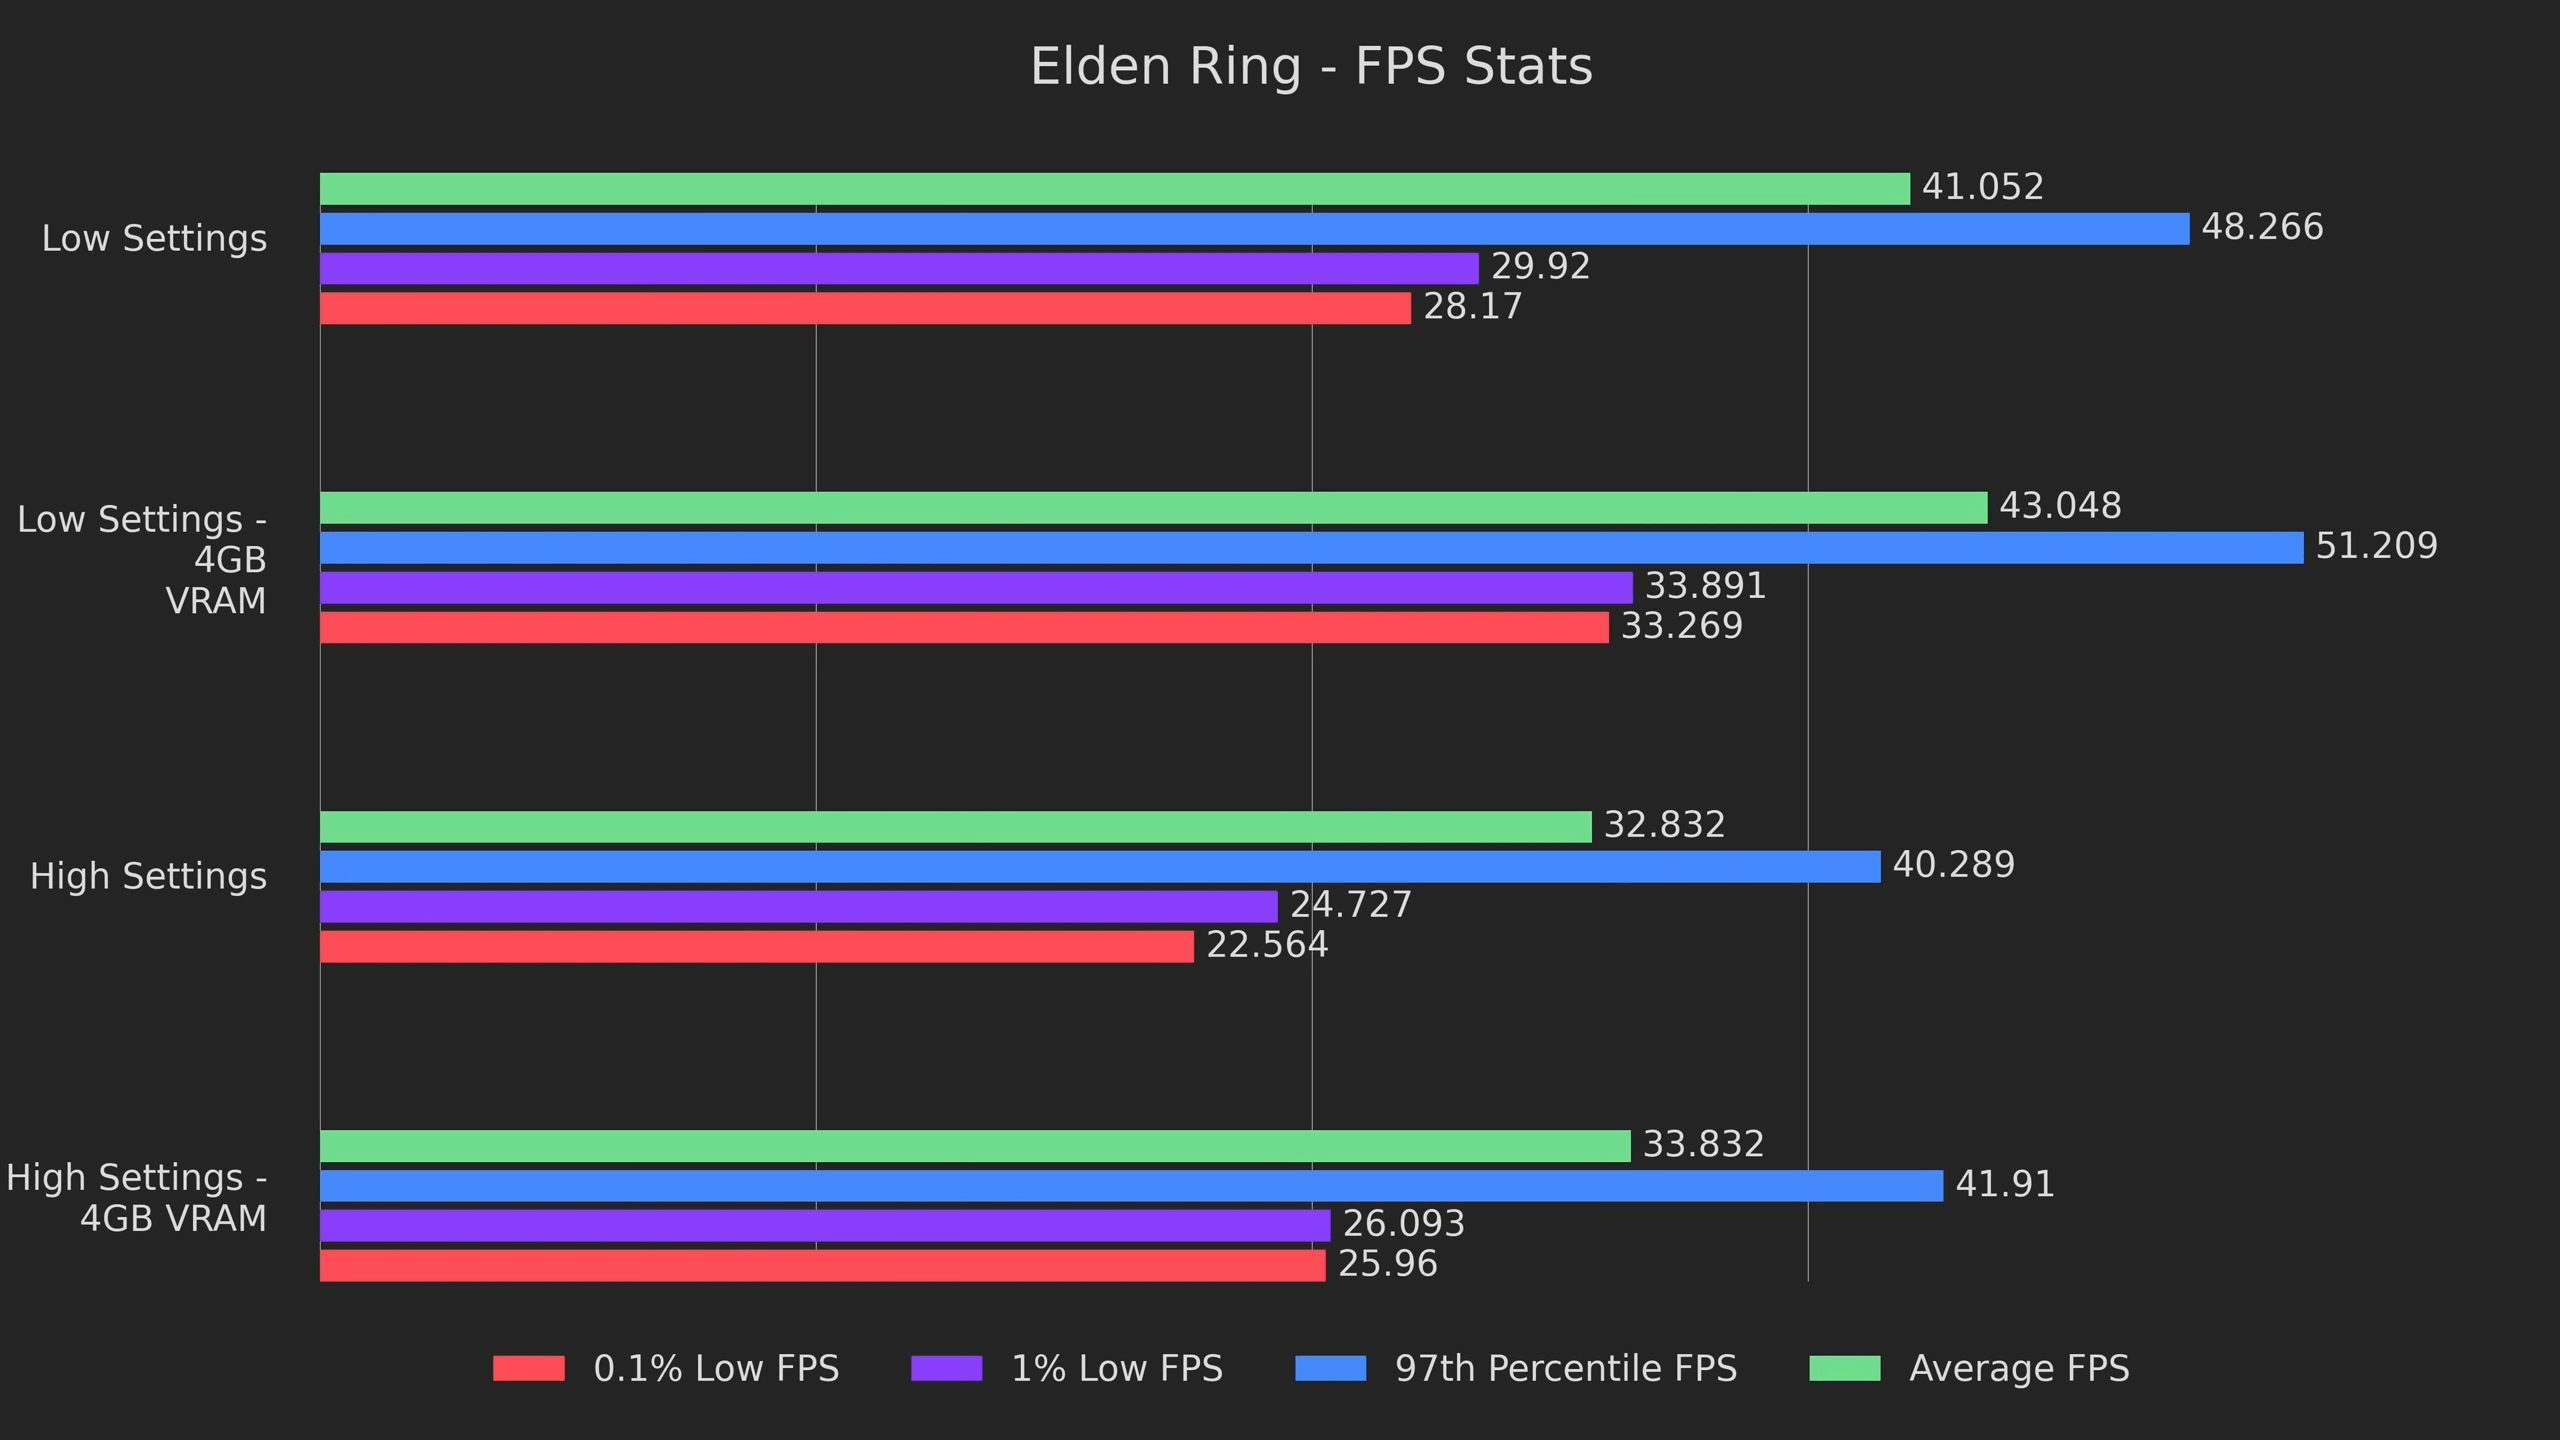 Elden Ring - FPS Stats
Low Settings
41.052
48.266
29.92
28.17
Low Settings -
4GB
VRAM
43.048
51.209
33.891
33.269
High Settings
32.832
40.289
24.727
22.564
High Settings -
4GB VRAM
33.832
41.91
26.093
25.96
0.1% Low FPS
1% Low FPS
97th Percentile FPS
Average FPS